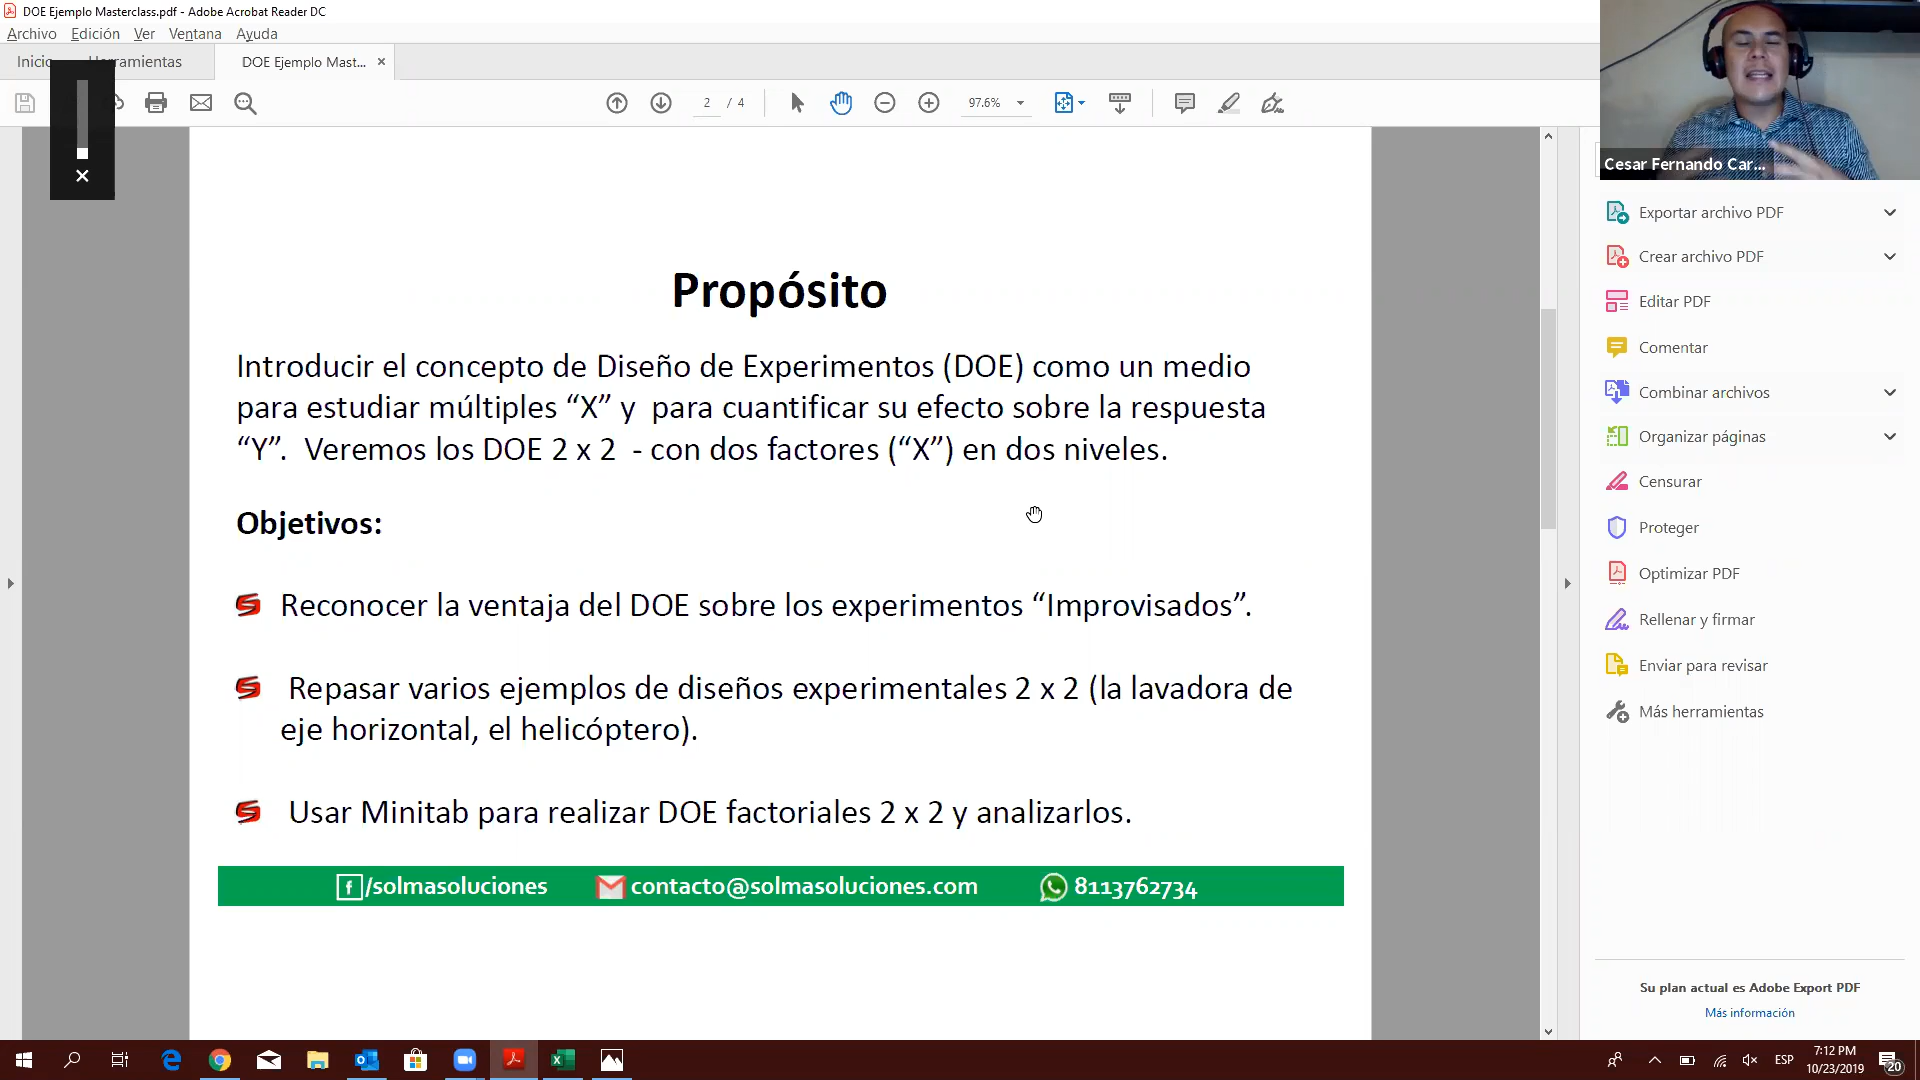 DOE Ejemplo Masterclass.pdf - Adobe Acrobat Reader DC
Archivo Edición Ver Ventana Ayuda
DOE Ejemplo Mast...
2 / 4
97.6%
Cesar Fernando Car...
Propósito
Introducir el concepto de Diseño de Experimentos (DOE) como un medio
para estudiar múltiples “X” y para cuantificar su efecto sobre la respuesta
“Y”. Veremos los DOE 2 x 2 - con dos factores (“X”) en dos niveles.
Objetivos:
Reconocer la ventaja del DOE sobre los experimentos “Improvisados”.
Repasar varios ejemplos de diseños experimentales 2 x 2 (la lavadora de
eje horizontal, el helicóptero).
Usar Minitab para realizar DOE factoriales 2 x 2 y analizarlos.
/solmasoluciones contacto@solmasoluciones.com 8113762734
Exportar archivo PDF
Crear archivo PDF
Editar PDF
Comentar
Combinar archivos
Organizar páginas
Censurar
Proteger
Optimizar PDF
Rellenar y firmar
Enviar para revisar
Más herramientas
Su plan actual es Adobe Export PDF
Más información
ESP
7:12 PM
10/23/2019
20